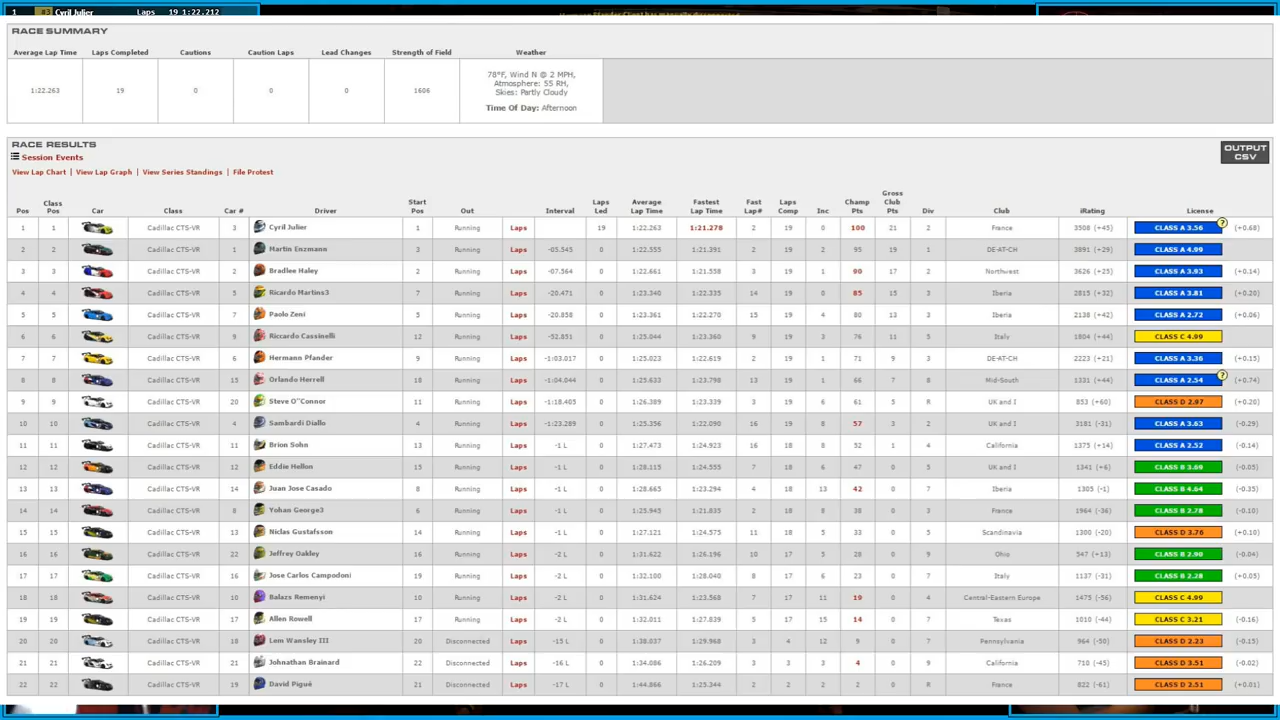 1 #3 Cyril Julier Laps 19 1:22.212
RACE SUMMARY
Average Lap Time Laps Completed Cautions Caution Laps Lead Changes Strength of Field Weather
1:22.263 19 0 0 0 1606 78°F, Wind N @ 2 MPH,
Atmosphere: 55 RH,
Skies: Partly Cloudy
Time Of Day: Afternoon
RACE RESULTS
Session Events
OUTPUT CSV
View Lap Chart | View Lap Graph | View Series Standings | File Protest
Pos Class Pos Car Class Car # Driver Start Pos Out Interval Laps Led Average Lap Time Fastest Lap Time Fast Lap# Laps Comp Inc Champ Pts Gross Club Pts Div Club iRating License
1 1 Cadillac CTS-VR 3 Cyril Julier 1 Running Laps 19 1:22.263 1:21.278 2 19 0 100 21 2 France 3508 (+45) CLASS A 3.56 ? (+0.68)
2 2 Cadillac CTS-VR 1 Martin Enzmann 3 Running Laps -05.545 0 1:22.555 1:21.391 2 19 2 95 19 1 DE-AT-CH 3891 (+29) CLASS A 4.99
3 3 Cadillac CTS-VR 2 Bradlee Haley 2 Running Laps -07.564 0 1:22.661 1:21.558 3 19 1 90 17 2 Northwest 3626 (+25) CLASS A 3.93 (+0.14)
4 4 Cadillac CTS-VR 5 Ricardo Martins3 7 Running Laps -20.471 0 1:23.340 1:22.335 14 19 0 85 15 3 Iberia 2815 (+32) CLASS A 3.81 (+0.20)
5 5 Cadillac CTS-VR 7 Paolo Zeni 5 Running Laps -20.858 0 1:23.361 1:22.270 15 19 4 80 13 3 Italy 2138 (+42) CLASS A 2.72 (+0.06)
6 6 Cadillac CTS-VR 9 Riccardo Cassinelli 12 Running Laps -52.851 0 1:25.044 1:23.360 9 19 3 76 11 5 Italy 1804 (+44) CLASS C 4.99
7 7 Cadillac CTS-VR 6 Hermann Pfander 9 Running Laps -1:03.017 0 1:25.023 1:22.619 2 19 1 71 9 3 DE-AT-CH 2223 (+21) CLASS A 3.36 (+0.15)
8 8 Cadillac CTS-VR 15 Orlando Herrell 18 Running Laps -1:04.044 0 1:25.633 1:23.798 13 19 1 66 7 8 Mid-South 1331 (+44) CLASS A 2.54 ? (+0.74)
9 9 Cadillac CTS-VR 20 Steve O"Connor 11 Running Laps -1:18.405 0 1:26.389 1:23.339 3 19 6 61 5 R UK and I 853 (+60) CLASS D 2.97 (+0.20)
10 10 Cadillac CTS-VR 4 Sambardi Diallo 4 Running Laps -1:23.289 0 1:25.356 1:22.090 16 19 8 57 3 2 UK and I 3181 (-31) CLASS A 3.63 (-0.29)
11 11 Cadillac CTS-VR 11 Brion Sohn 13 Running Laps -1 L 0 1:27.473 1:24.923 16 18 8 52 1 4 California 1375 (+14) CLASS A 2.52 (-0.14)
12 12 Cadillac CTS-VR 12 Eddie Hellon 15 Running Laps -1 L 0 1:28.115 1:24.555 7 18 6 47 0 5 UK and I 1341 (+6) CLASS B 3.69 (-0.05)
13 13 Cadillac CTS-VR 14 Juan Jose Casado 8 Running Laps -1 L 0 1:28.665 1:23.294 4 18 13 42 0 7 Iberia 1305 (-1) CLASS B 4.64 (-0.35)
14 14 Cadillac CTS-VR 8 Yohan George3 6 Running Laps -1 L 0 1:25.945 1:21.835 2 18 8 38 0 3 France 1964 (-36) CLASS B 2.78 (-0.10)
15 15 Cadillac CTS-VR 13 Niclas Gustafsson 14 Running Laps -1 L 0 1:27.121 1:24.575 11 18 5 33 0 5 Scandinavia 1300 (-20) CLASS D 3.76 (+0.10)
16 16 Cadillac CTS-VR 22 Jeffrey Oakley 16 Running Laps -2 L 0 1:31.622 1:26.196 10 17 5 28 0 9 Ohio 547 (+13) CLASS B 2.90 (-0.04)
17 17 Cadillac CTS-VR 16 Jose Carlos Campodoni 19 Running Laps -2 L 0 1:32.100 1:28.040 8 17 6 23 0 7 Italy 1137 (-31) CLASS B 2.28 (+0.05)
18 18 Cadillac CTS-VR 10 Balazs Remenyi 10 Running Laps -2 L 0 1:31.624 1:23.568 7 17 11 19 0 4 Central-Eastern Europe 1475 (-56) CLASS C 4.99
19 19 Cadillac CTS-VR 17 Allen Rowell 17 Running Laps -2 L 0 1:32.011 1:27.839 5 17 15 14 0 7 Texas 1010 (-44) CLASS C 3.21 (-0.16)
20 20 Cadillac CTS-VR 18 Lem Wansley III 20 Disconnected Laps -15 L 0 1:38.037 1:29.968 3 4 12 9 0 7 Pennsylvania 964 (-50) CLASS D 2.23 (-0.15)
21 21 Cadillac CTS-VR 21 Johnathan Brainard 22 Disconnected Laps -16 L 0 1:34.086 1:26.209 3 3 3 4 0 9 California 710 (-45) CLASS D 3.51 (-0.02)
22 22 Cadillac CTS-VR 19 David Pigué 21 Disconnected Laps -17 L 0 1:44.866 1:25.344 2 2 2 2 0 R France 822 (-61) CLASS D 2.51 (+0.01)